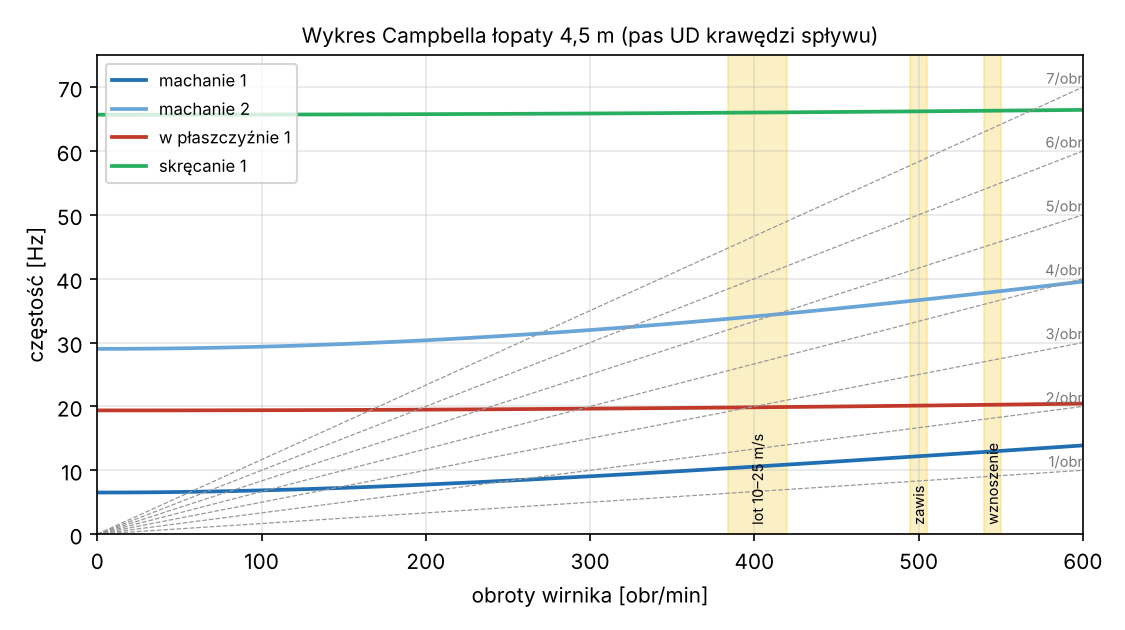 Wykres Campbella łopaty 4,5 m (pas UD krawędzi spływu)
machanie 1
machanie 2
w płaszczyźnie 1
skręcanie 1
7/obr
6/obr
5/obr
4/obr
3/obr
2/obr
1/obr
70
60
50
40
30
20
10
0
częstość [Hz]
lot 10–25 m/s
zawis
wznoszenie
0 100 200 300 400 500 600
obroty wirnika [obr/min]